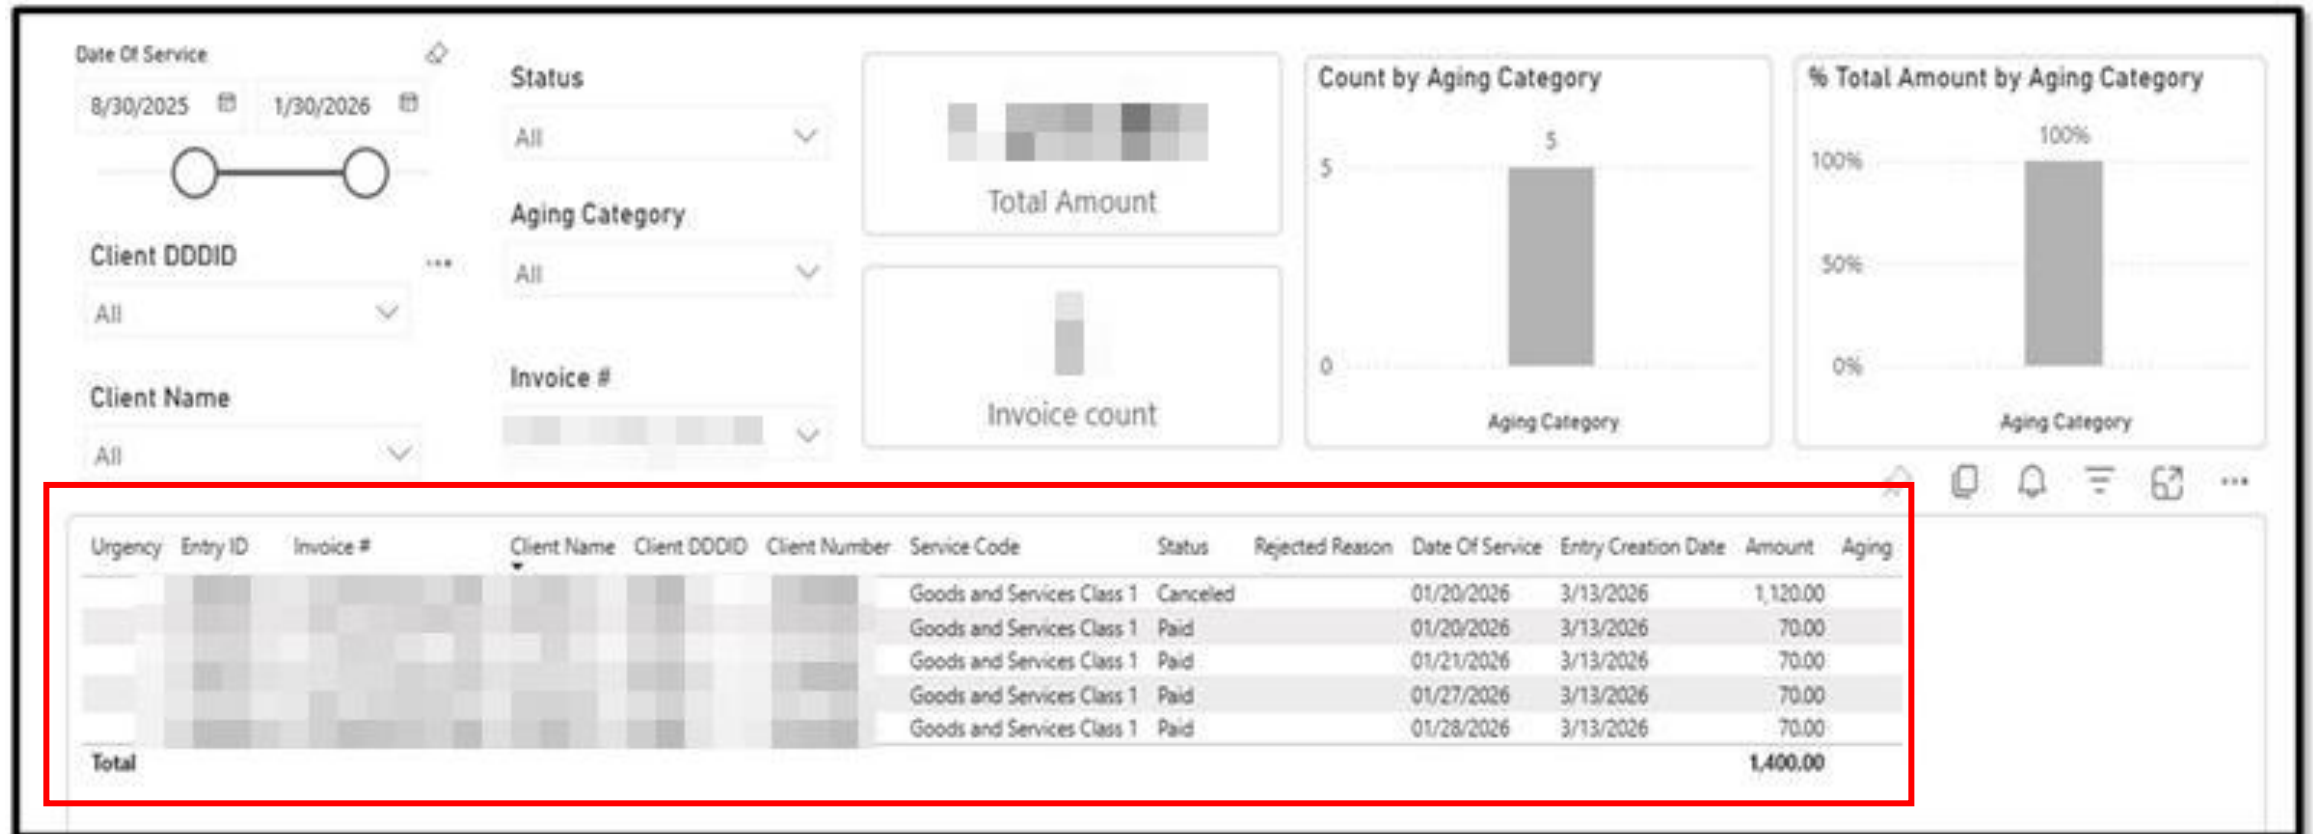 Date Of Service
8/30/2025 1/30/2026
Client DDDID
All
Client Name
All
Status
All
Aging Category
All
Invoice #
Total Amount
Invoice count
Count by Aging Category
5
5
0
Aging Category
% Total Amount by Aging Category
100%
100%
50%
0%
Aging Category
Urgency Entry ID Invoice # Client Name Client DDDID Client Number Service Code Status Rejected Reason Date Of Service Entry Creation Date Amount Aging
Goods and Services Class 1 Canceled 01/20/2026 3/13/2026 1,120.00
Goods and Services Class 1 Paid 01/20/2026 3/13/2026 70.00
Goods and Services Class 1 Paid 01/21/2026 3/13/2026 70.00
Goods and Services Class 1 Paid 01/27/2026 3/13/2026 70.00
Goods and Services Class 1 Paid 01/28/2026 3/13/2026 70.00
Total 1,400.00